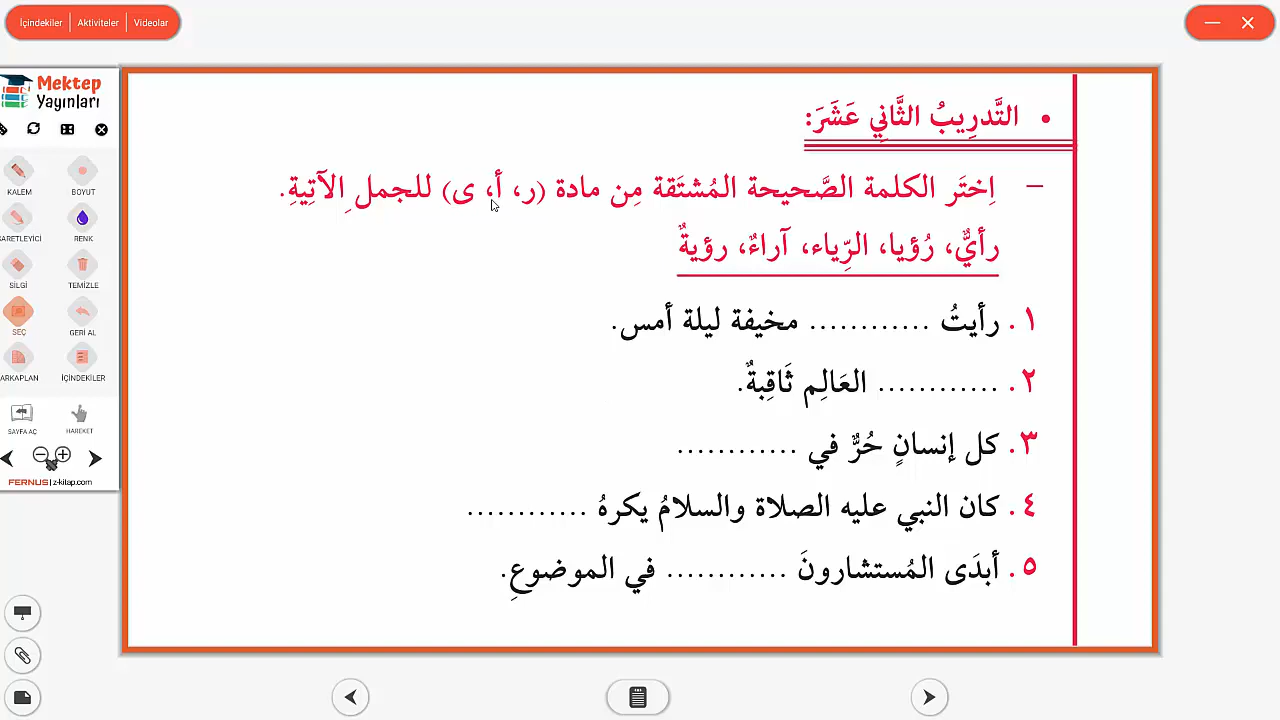 İçindekiler Aktiviteler Videolar
Mektep
Yayınları
KALEM BOYUT
İŞARETLEYİCİ RENK
SİLGİ TEMİZLE
SEÇ GERİ AL
ARKAPLAN İÇİNDEKİLER
SAYFA AÇ HAREKET
FERNUS | z-kitap.com
• التَّدرِيبُ الثَّانِي عَشَرَ:
– اِختَر الكلمة الصَّحيحة المُشتَقة مِن مادة (ر، أ، ى) للجمل ِالآتِيةِ.
رأيٌّ، رُؤيا، الرِّياء، آراءٌ، رؤيةٌ
١. رأيتُ ............ مخيفة ليلة أمس.
٢. ............ العَالِم ثَاقِبةٌ.
٣. كل إنسانٍ حُرٌّ في ............
٤. كان النبي عليه الصلاة والسلامُ يكرهُ ............
٥. أبدَى المُستشارونَ ............ في الموضوعِ.